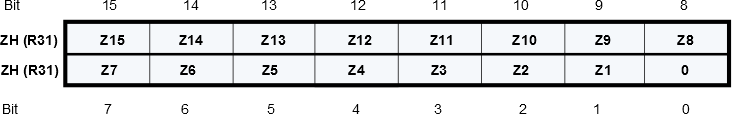 Bit 15 14 13 12 11 10 9 8
ZH (R31) Z15 Z14 Z13 Z12 Z11 Z10 Z9 Z8
ZH (R31) Z7 Z6 Z5 Z4 Z3 Z2 Z1 0
Bit 7 6 5 4 3 2 1 0